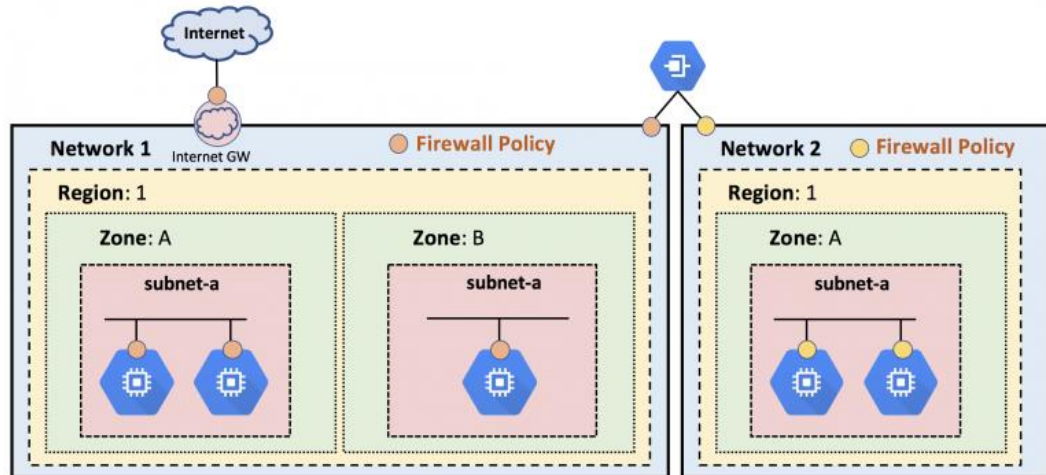 Internet
Internet GW
Network 1
Firewall Policy
Region: 1
Zone: A
subnet-a
Zone: B
subnet-a
Network 2
Firewall Policy
Region: 1
Zone: A
subnet-a